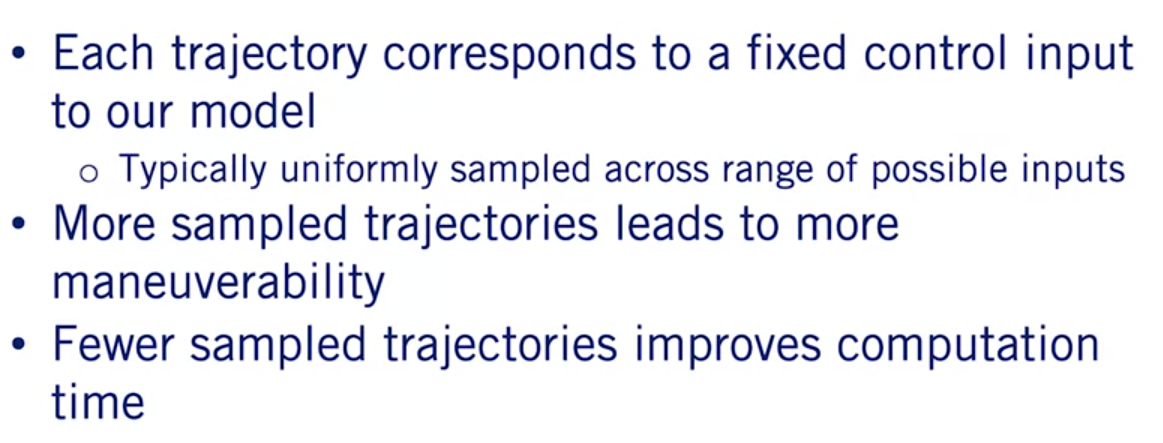 • Each trajectory corresponds to a fixed control input
to our model
o Typically uniformly sampled across range of possible inputs
• More sampled trajectories leads to more
maneuverability
• Fewer sampled trajectories improves computation
time